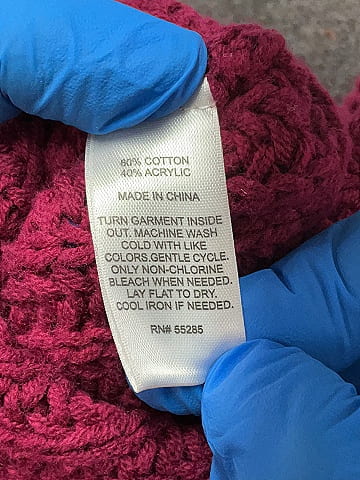 60% COTTON
40% ACRYLIC
MADE IN CHINA
TURN GARMENT INSIDE
OUT. MACHINE WASH
COLD WITH LIKE
COLORS.GENTLE CYCLE.
ONLY NON-CHLORINE
BLEACH WHEN NEEDED.
LAY FLAT TO DRY.
COOL IRON IF NEEDED.
RN# 55285